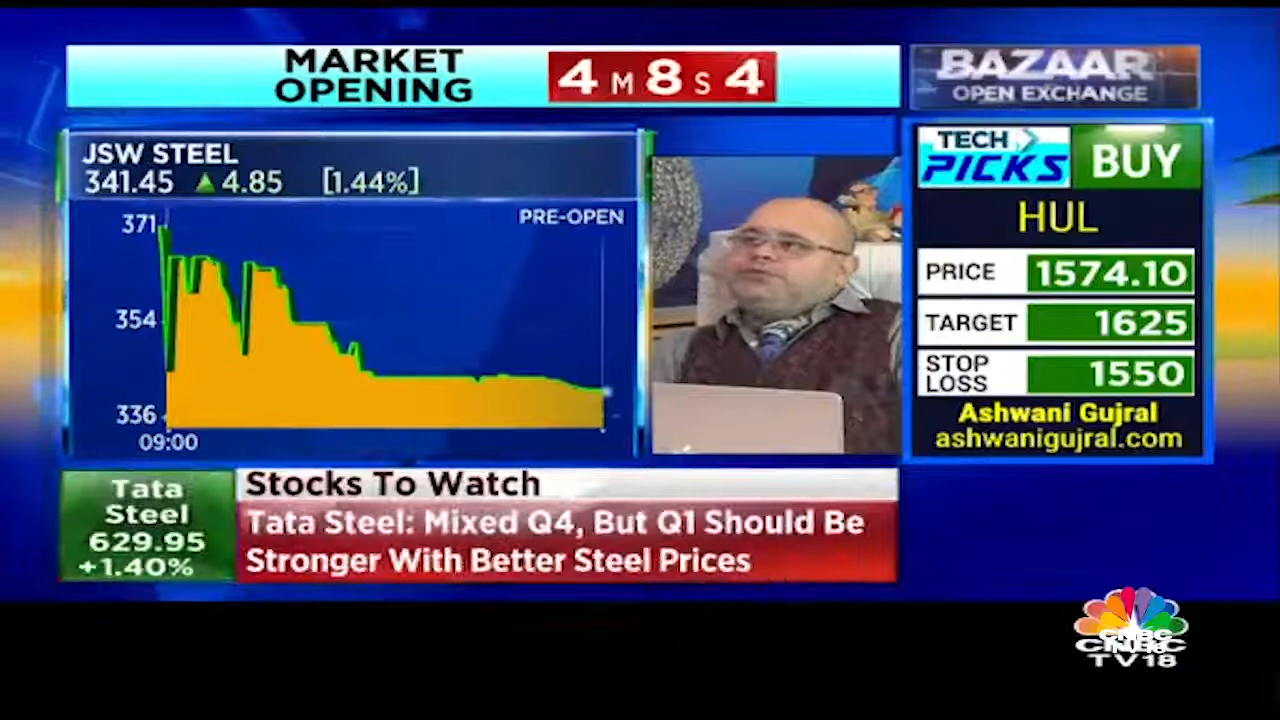 MARKET
OPENING
4 M 8 S 4
BAZAAR
OPEN EXCHANGE
JSW STEEL
341.45 ▲ 4.85 [1.44%]
PRE-OPEN
371
354
336
09:00
TECH
PICKS
BUY
HUL
PRICE 1574.10
TARGET 1625
STOP
LOSS 1550
Ashwani Gujral
ashwanigujral.com
Tata
Steel
629.95
+1.40%
Stocks To Watch
Tata Steel: Mixed Q4, But Q1 Should Be
Stronger With Better Steel Prices
CNBC
TV18
CNBC
TV18